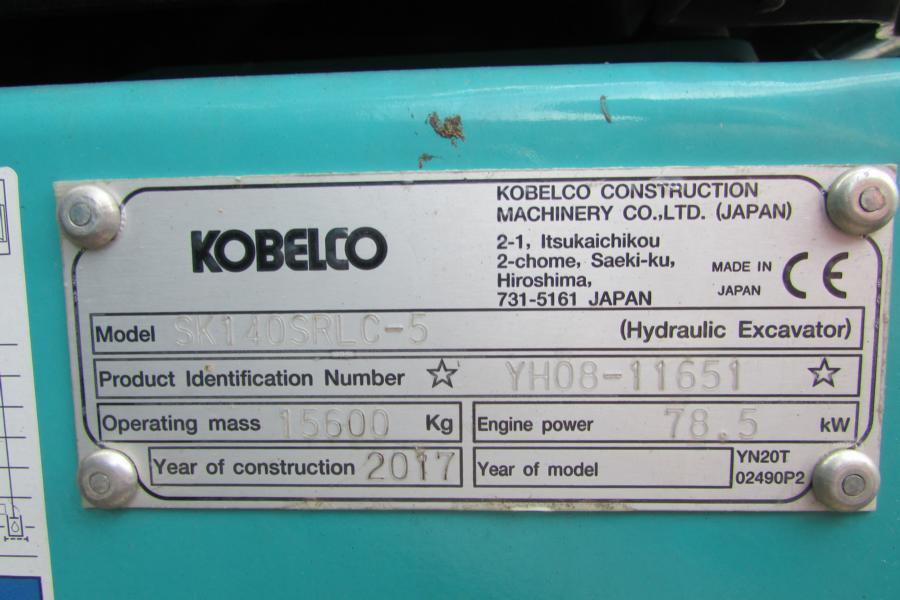 KOBELCO
KOBELCO CONSTRUCTION
MACHINERY CO.,LTD. (JAPAN)
2-1, Itsukaichikou
2-chome, Saeki-ku,
Hiroshima,
731-5161 JAPAN
MADE IN
JAPAN
CE
Model SK140SRLC-5 (Hydraulic Excavator)
Product Identification Number ☆ YH08-11651 ☆
Operating mass 15600 Kg
Engine power 78.5 kW
Year of construction 2017
Year of model
YN20T
02490P2